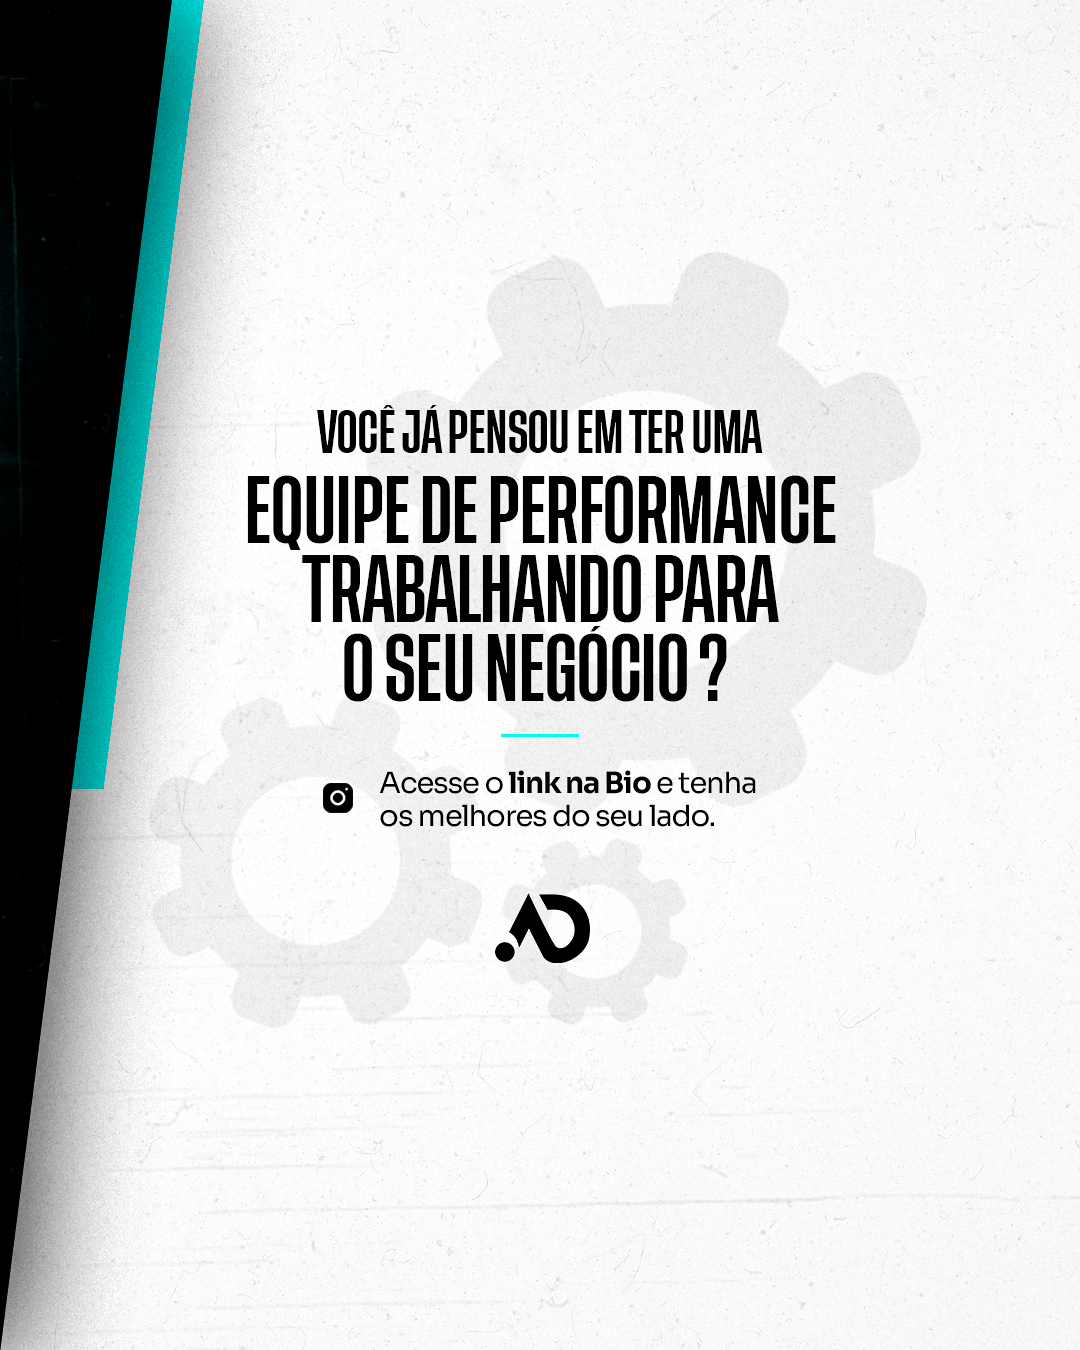 VOCÊ JÁ PENSOU EM TER UMA
EQUIPE DE PERFORMANCE
TRABALHANDO PARA
O SEU NEGÓCIO ?
Acesse o link na Bio e tenha
os melhores do seu lado.
AD